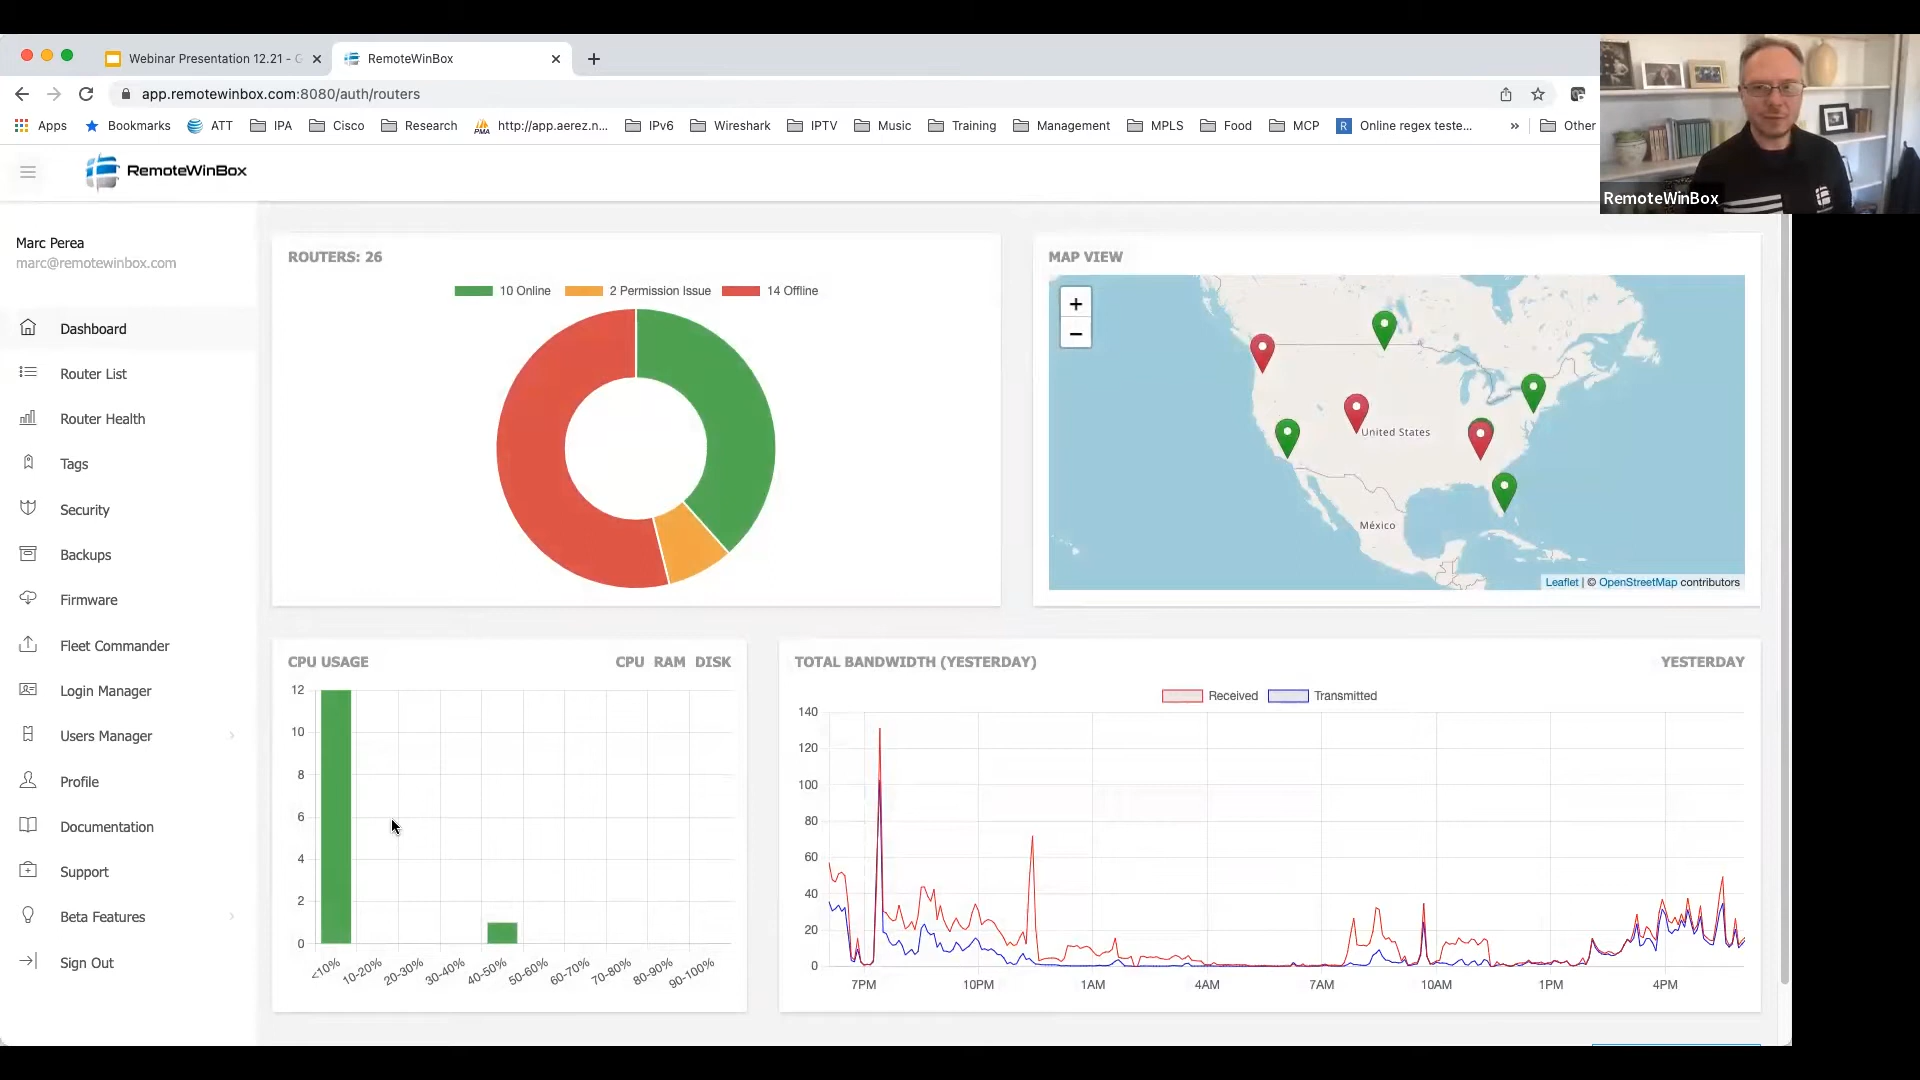 Webinar Presentation 12.21 - G
RemoteWinBox
app.remotewinbox.com:8080/auth/routers
Apps
Bookmarks
ATT
IPA
Cisco
Research
PMA
http://app.aerez.n...
IPv6
Wireshark
IPTV
Music
Training
Management
MPLS
Food
MCP
R
Online regex teste...
»
Other
RemoteWinBox
RemoteWinBox
Marc Perea
marc@remotewinbox.com
Dashboard
Router List
Router Health
Tags
Security
Backups
Firmware
Fleet Commander
Login Manager
Users Manager
Profile
Documentation
Support
Beta Features
Sign Out
ROUTERS: 26
10 Online
2 Permission Issue
14 Offline
MAP VIEW
+
−
United States
México
Leaflet | © OpenStreetMap contributors
CPU USAGE
CPU RAM DISK
12
10
8
6
4
2
0
<10%
10-20%
20-30%
30-40%
40-50%
50-60%
60-70%
70-80%
80-90%
90-100%
TOTAL BANDWIDTH (YESTERDAY)
YESTERDAY
Received
Transmitted
140
120
100
80
60
40
20
0
7PM
10PM
1AM
4AM
7AM
10AM
1PM
4PM